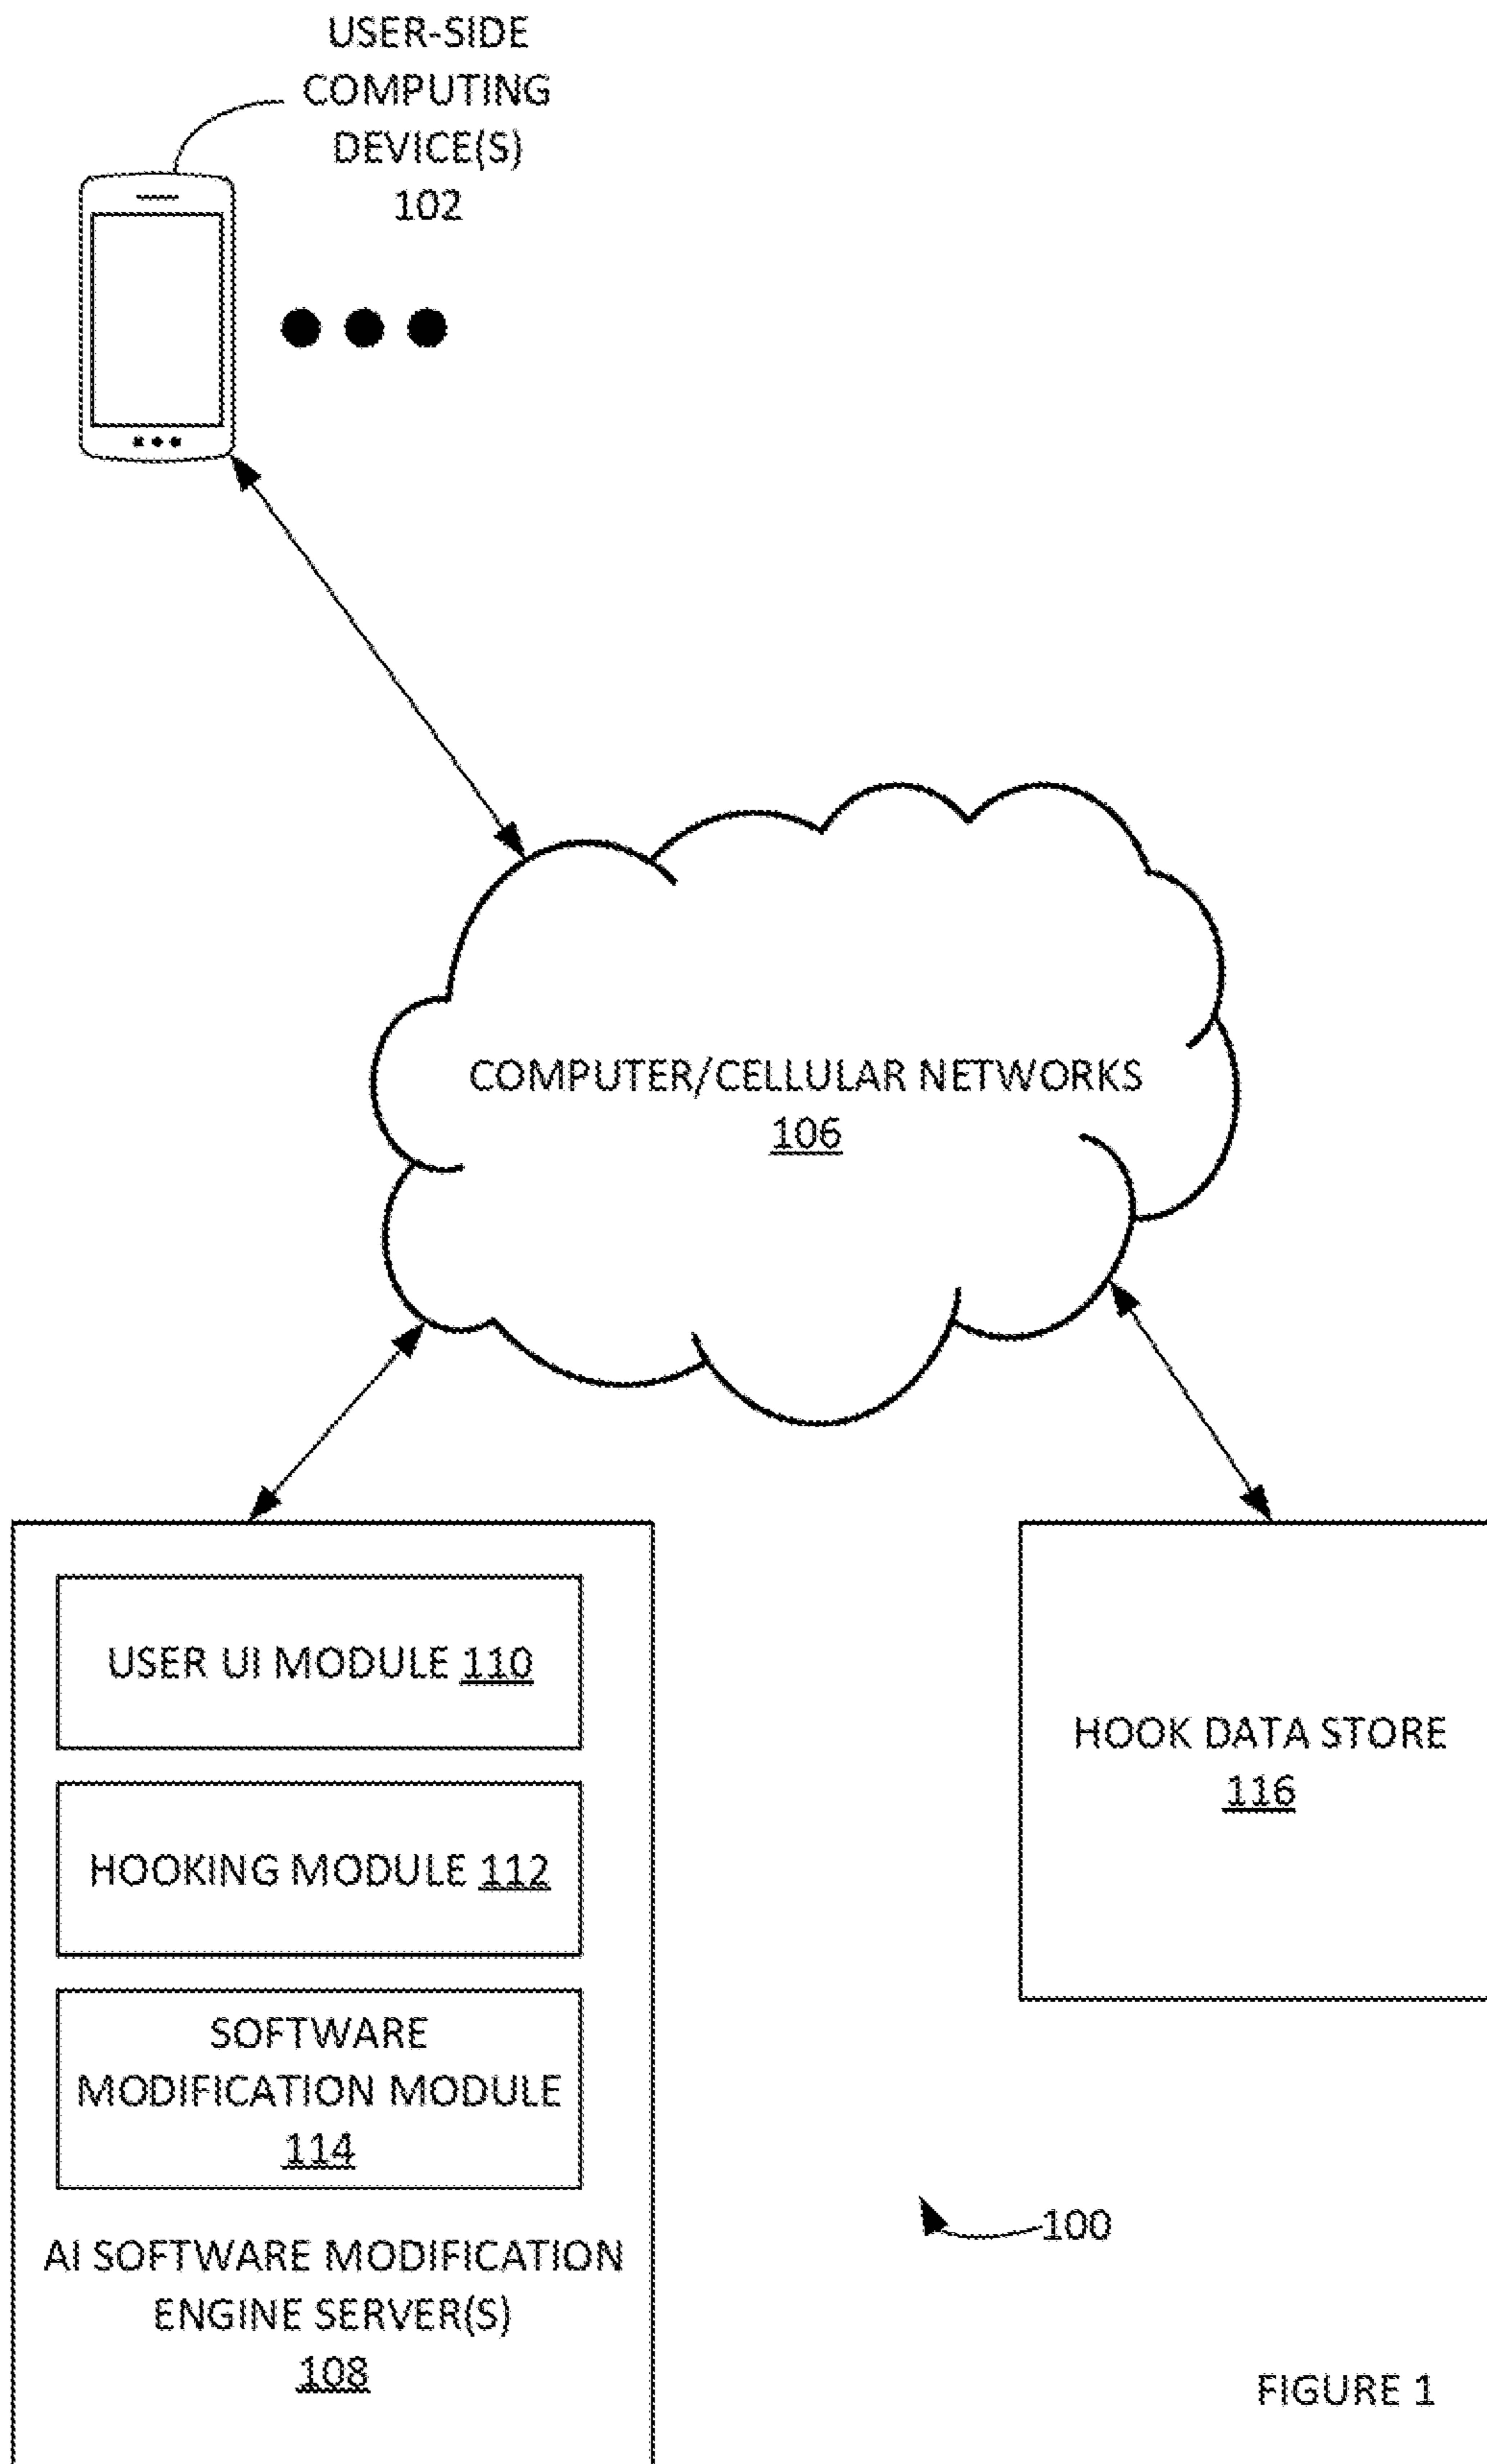 USER-SIDE
COMPUTING
DEVICE(S)
102
COMPUTER/CELLULAR NETWORKS
106
USER UI MODULE 110
HOOKING MODULE 112
SOFTWARE
MODIFICATION MODULE
114
AI SOFTWARE MODIFICATION
ENGINE SERVER(S)
108
HOOK DATA STORE
116
100
FIGURE 1